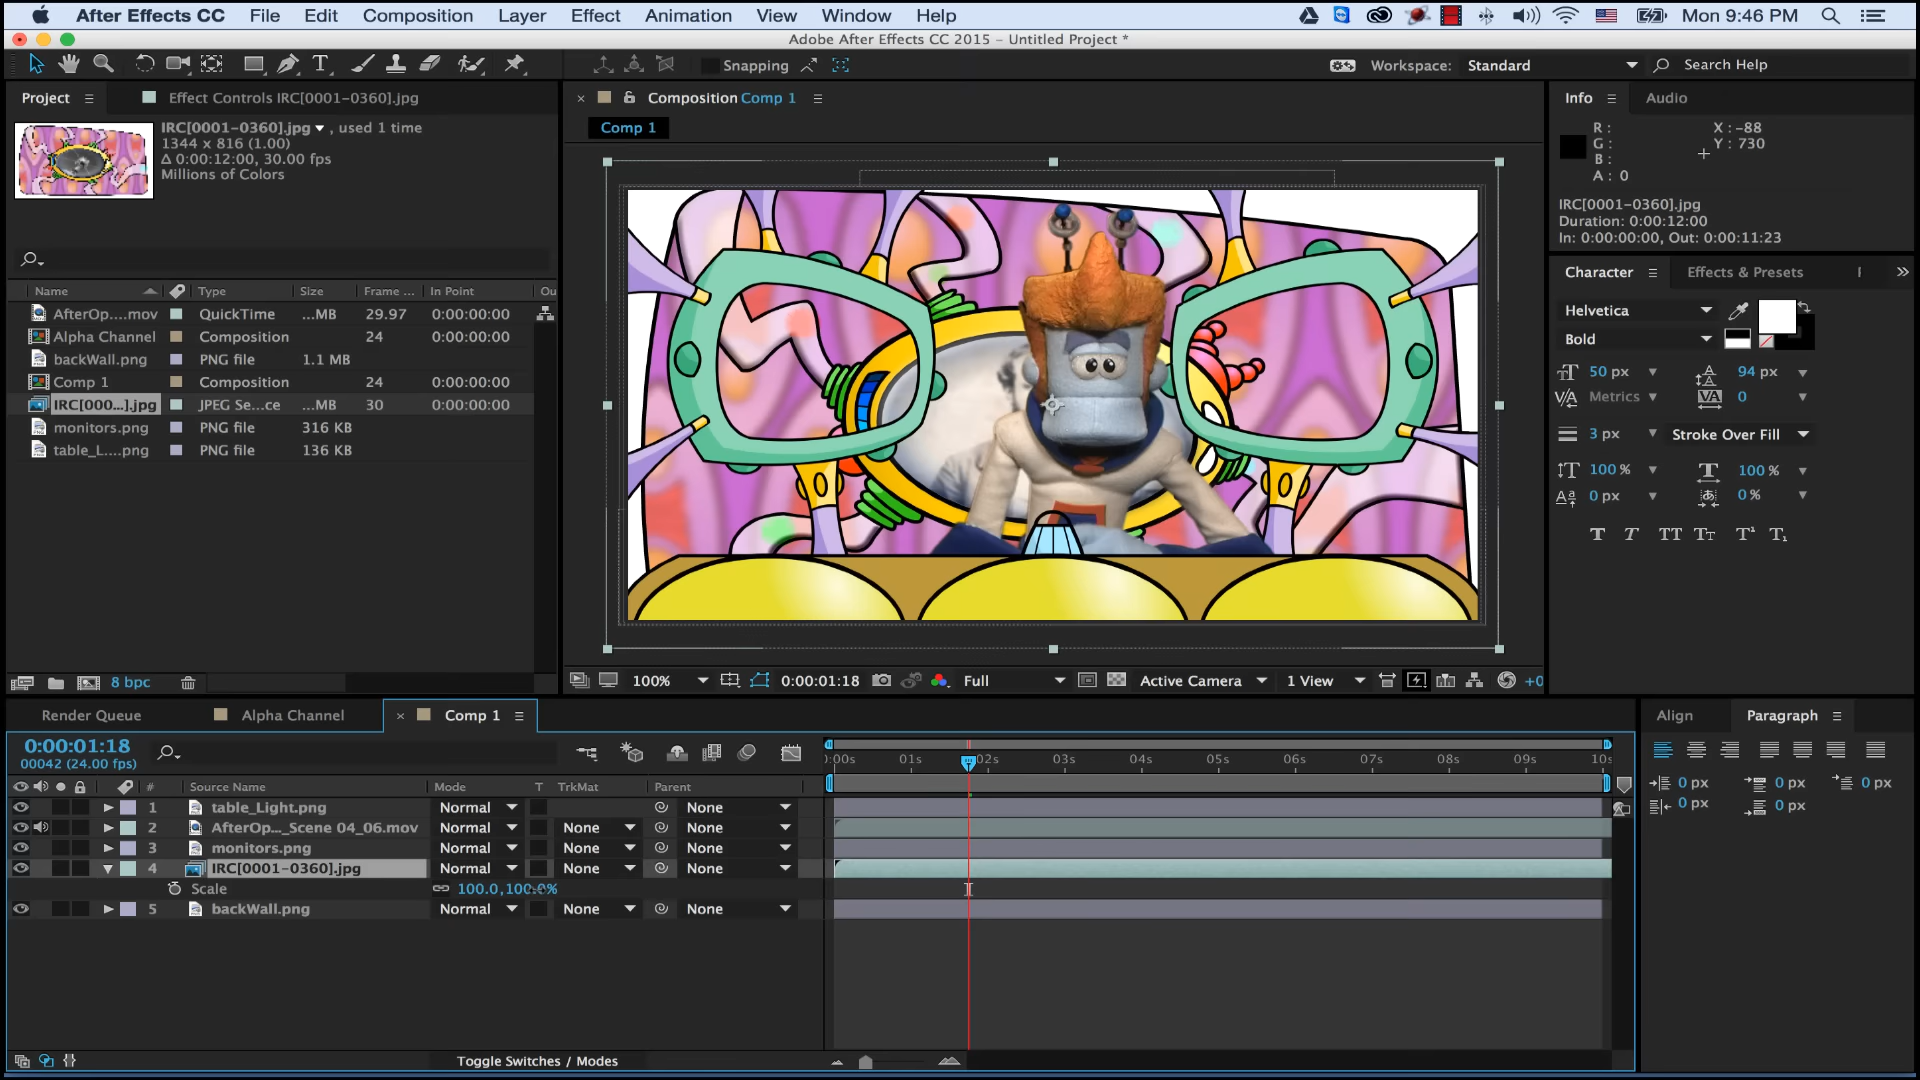 After Effects CC File Edit Composition Layer Effect Animation View Window Help Mon 9:46 PM
Adobe After Effects CC 2015 – Untitled Project *
Snapping Workspace: Standard Search Help
Project Effect Controls IRC[0001-0360].jpg
IRC[0001-0360].jpg , used 1 time
1344 x 816 (1.00)
Δ 0:00:12:00, 30.00 fps
Millions of Colors
Name Type Size Frame ... In Point Ou
AfterOp....mov QuickTime ...MB 29.97 0:00:00:00
Alpha Channel Composition 24 0:00:00:00
backWall.png PNG file 1.1 MB
Comp 1 Composition 24 0:00:00:00
IRC[000...].jpg JPEG Se...ce ...MB 30 0:00:00:00
monitors.png PNG file 316 KB
table_L....png PNG file 136 KB
8 bpc
Composition Comp 1
Comp 1
100% 0:00:01:18 Full Active Camera 1 View +0
Info Audio
R : X : -88
G : Y : 730
B :
A : 0
IRC[0001-0360].jpg
Duration: 0:00:12:00
In: 0:00:00:00, Out: 0:00:11:23
Character Effects & Presets
Helvetica
Bold
50 px 94 px
Metrics 0
3 px Stroke Over Fill
100 % 100 %
0 px 0 %
T T TT Tt T¹ T₁
Render Queue Alpha Channel Comp 1
0:00:01:18
00042 (24.00 fps)
:00s 01s 02s 03s 04s 05s 06s 07s 08s 09s 10s
# Source Name Mode T TrkMat Parent
1 table_Light.png Normal None
2 AfterOp..._Scene 04_06.mov Normal None None
3 monitors.png Normal None None
4 IRC[0001-0360].jpg Normal None None
Scale 100.0,100.0%
5 backWall.png Normal None None
Toggle Switches / Modes
Align Paragraph
0 px 0 px 0 px
0 px 0 px